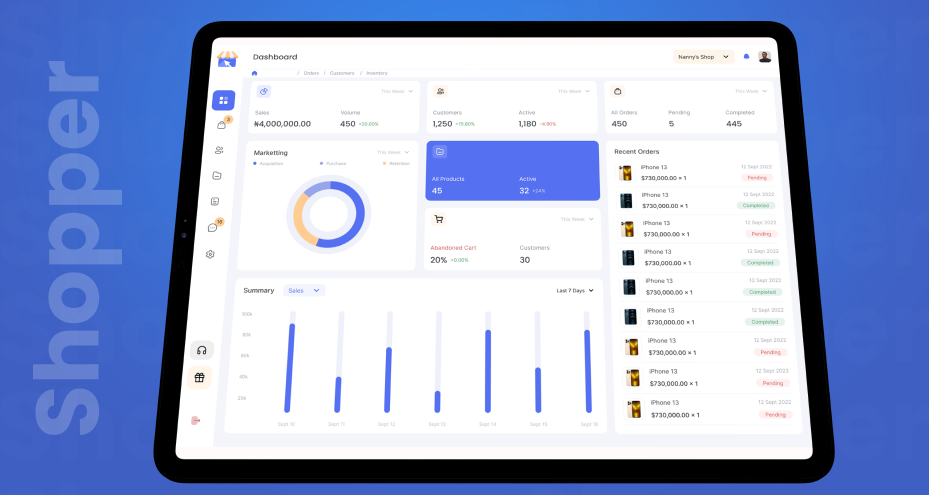 Shopper
Dashboard
Nanny's Shop
/ Orders / Customers / Inventory
This Week
Sales
Volume
₦4,000,000.00
450 +20.00%
This Week
Customers
Active
1,250 +15.80%
1,180 -4.90%
This Week
All Orders
Pending
Completed
450
5
445
3
16
Marketting
This Week
Acquisition
Purchase
Retention
All Products
Active
45
32 +24%
This Week
Abandoned Cart
Customers
20% +0.00%
30
Summary
Sales
Last 7 Days
100k
80k
60k
40k
20k
Sept 10
Sept 11
Sept 12
Sept 13
Sept 14
Sept 15
Sept 16
Recent Orders
iPhone 13
12 Sept 2022
$730,000.00 × 1
Pending
iPhone 13
12 Sept 2022
$730,000.00 × 1
Completed
iPhone 13
12 Sept 2022
$730,000.00 × 1
Pending
iPhone 13
12 Sept 2022
$730,000.00 × 1
Completed
iPhone 13
12 Sept 2022
$730,000.00 × 1
Completed
iPhone 13
12 Sept 2022
$730,000.00 × 1
Completed
iPhone 13
12 Sept 2022
$730,000.00 × 1
Pending
iPhone 13
12 Sept 2022
$730,000.00 × 1
Pending
iPhone 13
12 Sept 2022
$730,000.00 × 1
Pending